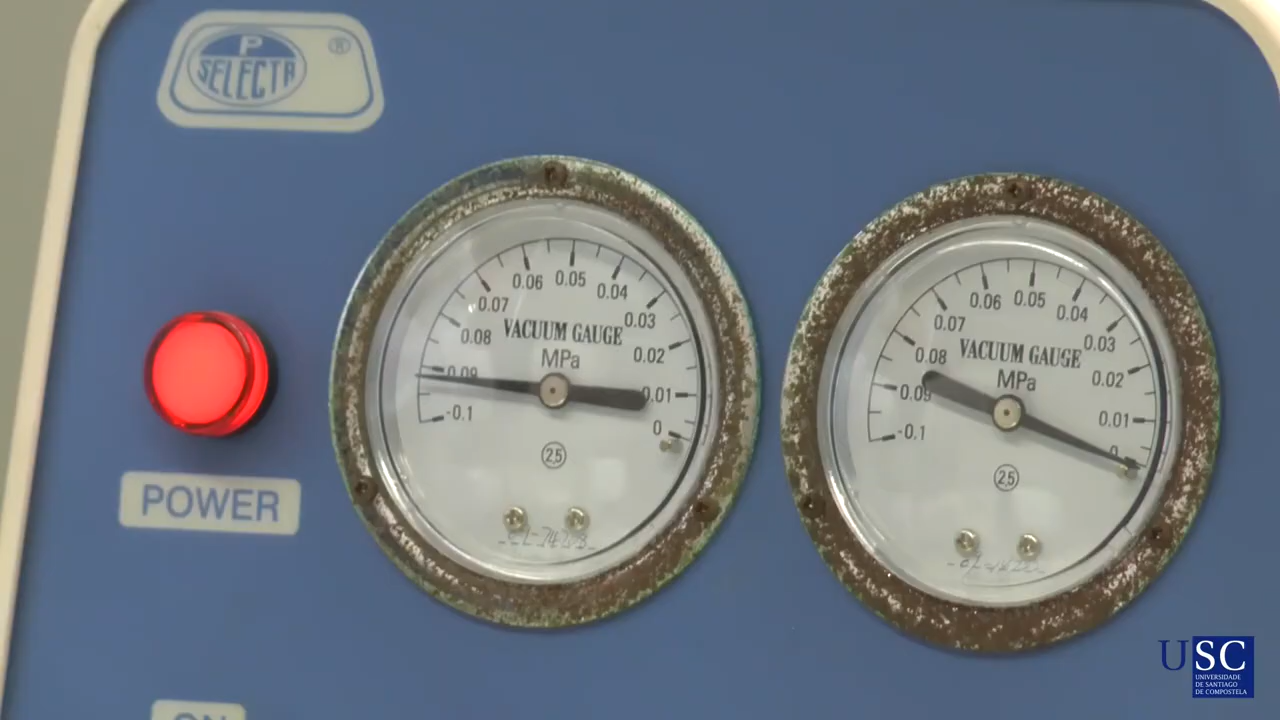 P
SELECTA
®
0.06 0.05 0.04
0.07 0.03
0.08 VACUUM GAUGE 0.02
MPa
0.09 0.01
-0.1 0
2,5
0.06 0.05 0.04
0.07 0.03
0.08 VACUUM GAUGE 0.02
MPa
0.09 0.01
-0.1 0
2,5
POWER
ON
USC
UNIVERSIDADE
DE SANTIAGO
DE COMPOSTELA